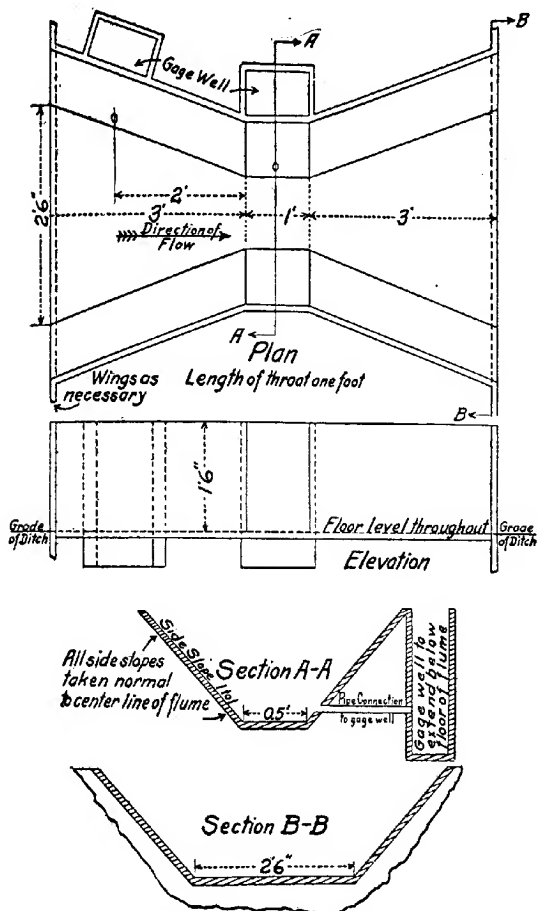 A
B
Gage Well
2'
3'
1'
3'
2'6"
Direction of
Flow
A
Plan
Length of throat one foot
Wings as
necessary
B
1'6"
Grade
of Ditch
Floor level throughout
Grade
of Ditch
Elevation
Side Slope 1 to 1
All side slopes
taken normal
to center line of flume
Section A-A
0.5'
Pipe Connection
to gage well
Gage well to
extend below
floor of flume
Section B-B
2'6"